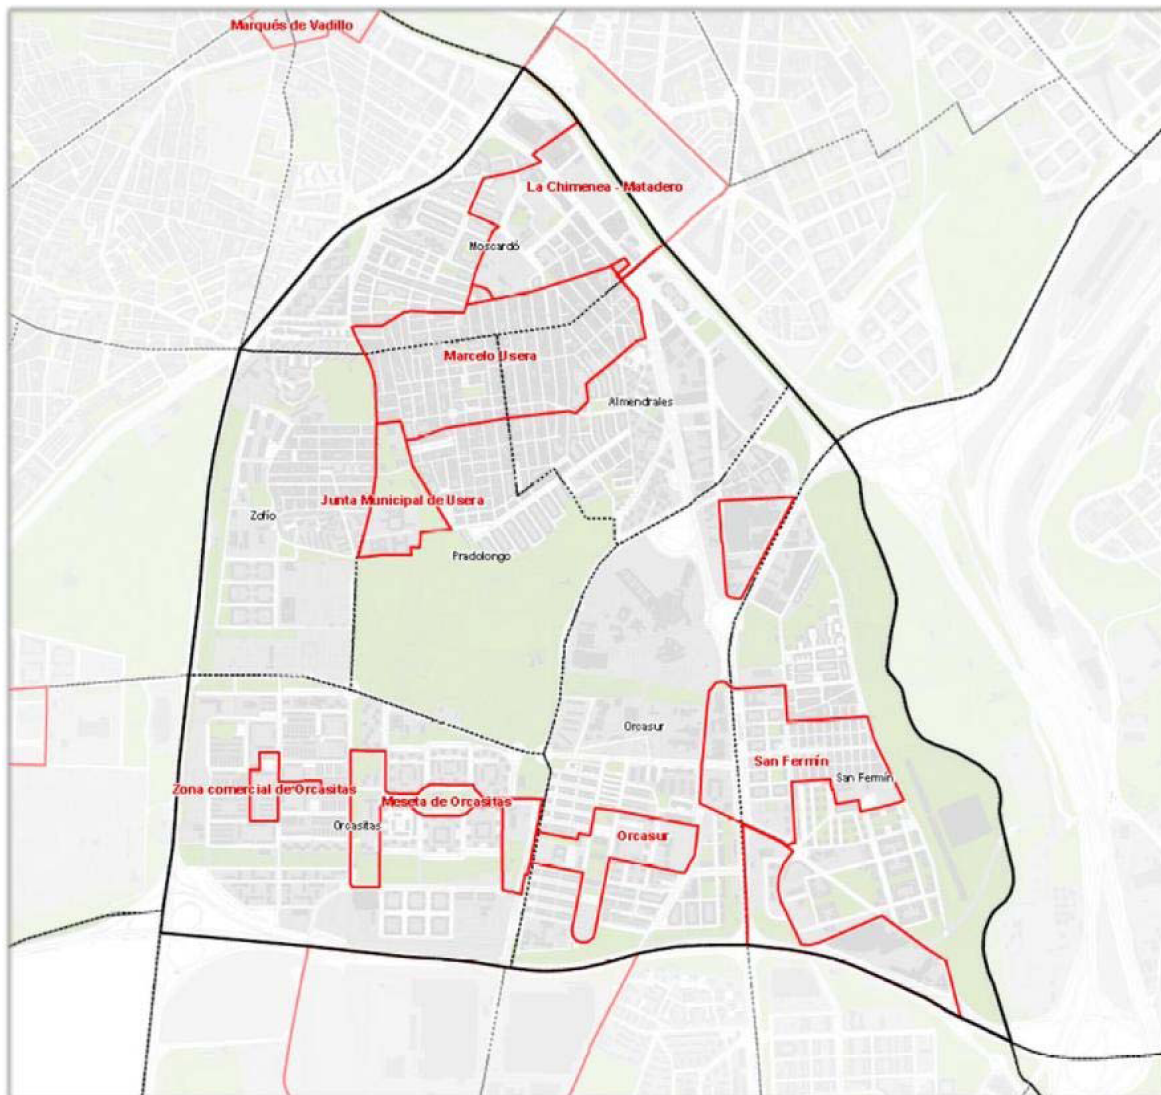 Marqués de Vadillo
La Chimenea - Matadero
Moscardó
Marcelo Usera
Almendrales
Junta Municipal de Usera
Zofío
Pradolongo
Orcasur
San Fermín
San Fermín
Zona comercial de Orcasitas
Meseta de Orcasitas
Orcasitas
Orcasur